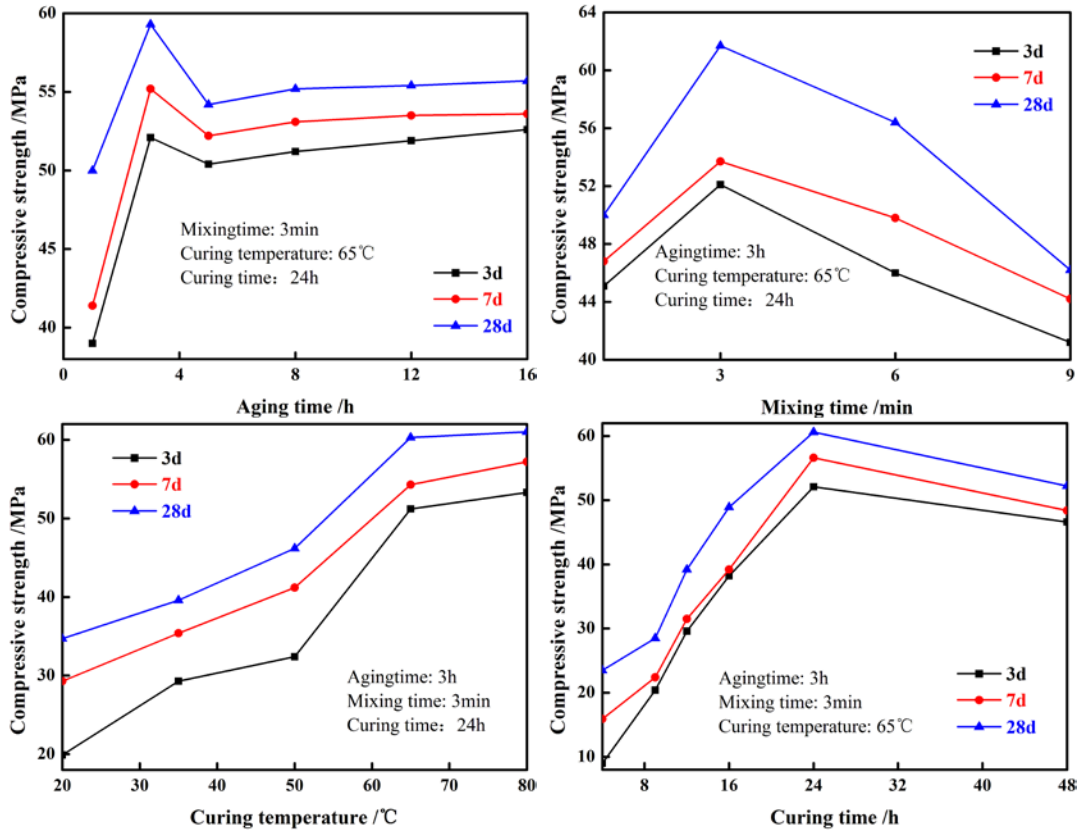 Compressive strength /MPa
60
55
50
45
40
0
4
8
12
16
Aging time /h
Mixingtime: 3min
Curing temperature: 65℃
Curing time：24h
3d
7d
28d
Compressive strength /MPa
64
60
56
52
48
44
40
3
6
9
Mixing time /min
Agingtime: 3h
Curing temperature: 65℃
Curing time：24h
3d
7d
28d
Compressive strength /MPa
60
50
40
30
20
20
30
40
50
60
70
80
Curing temperature /℃
3d
7d
28d
Agingtime: 3h
Mixing time: 3min
Curing time：24h
Compressive strength /MPa
60
50
40
30
20
10
8
16
24
32
40
48
Curing time /h
Agingtime: 3h
Mixing time: 3min
Curing temperature: 65℃
3d
7d
28d